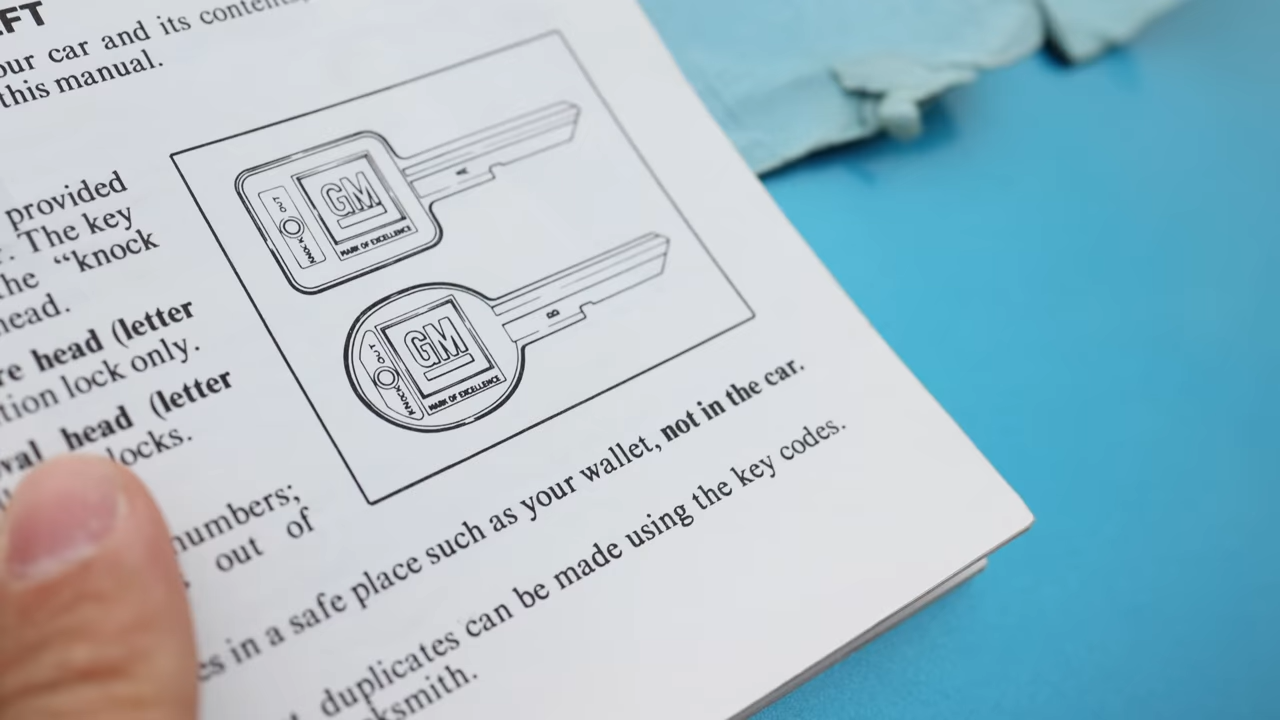 FT
our car and its contents,
this manual.
provided
. The key
he “knock
head.
re head (letter
tion lock only.
val head (letter
locks.
numbers;
out of
es in a safe place such as your wallet, not in the car.
duplicates can be made using the key codes.
ksmith.
OUT
KNOCK
GM
MARK OF EXCELLENCE
A
OUT
KNOCK
GM
MARK OF EXCELLENCE
B